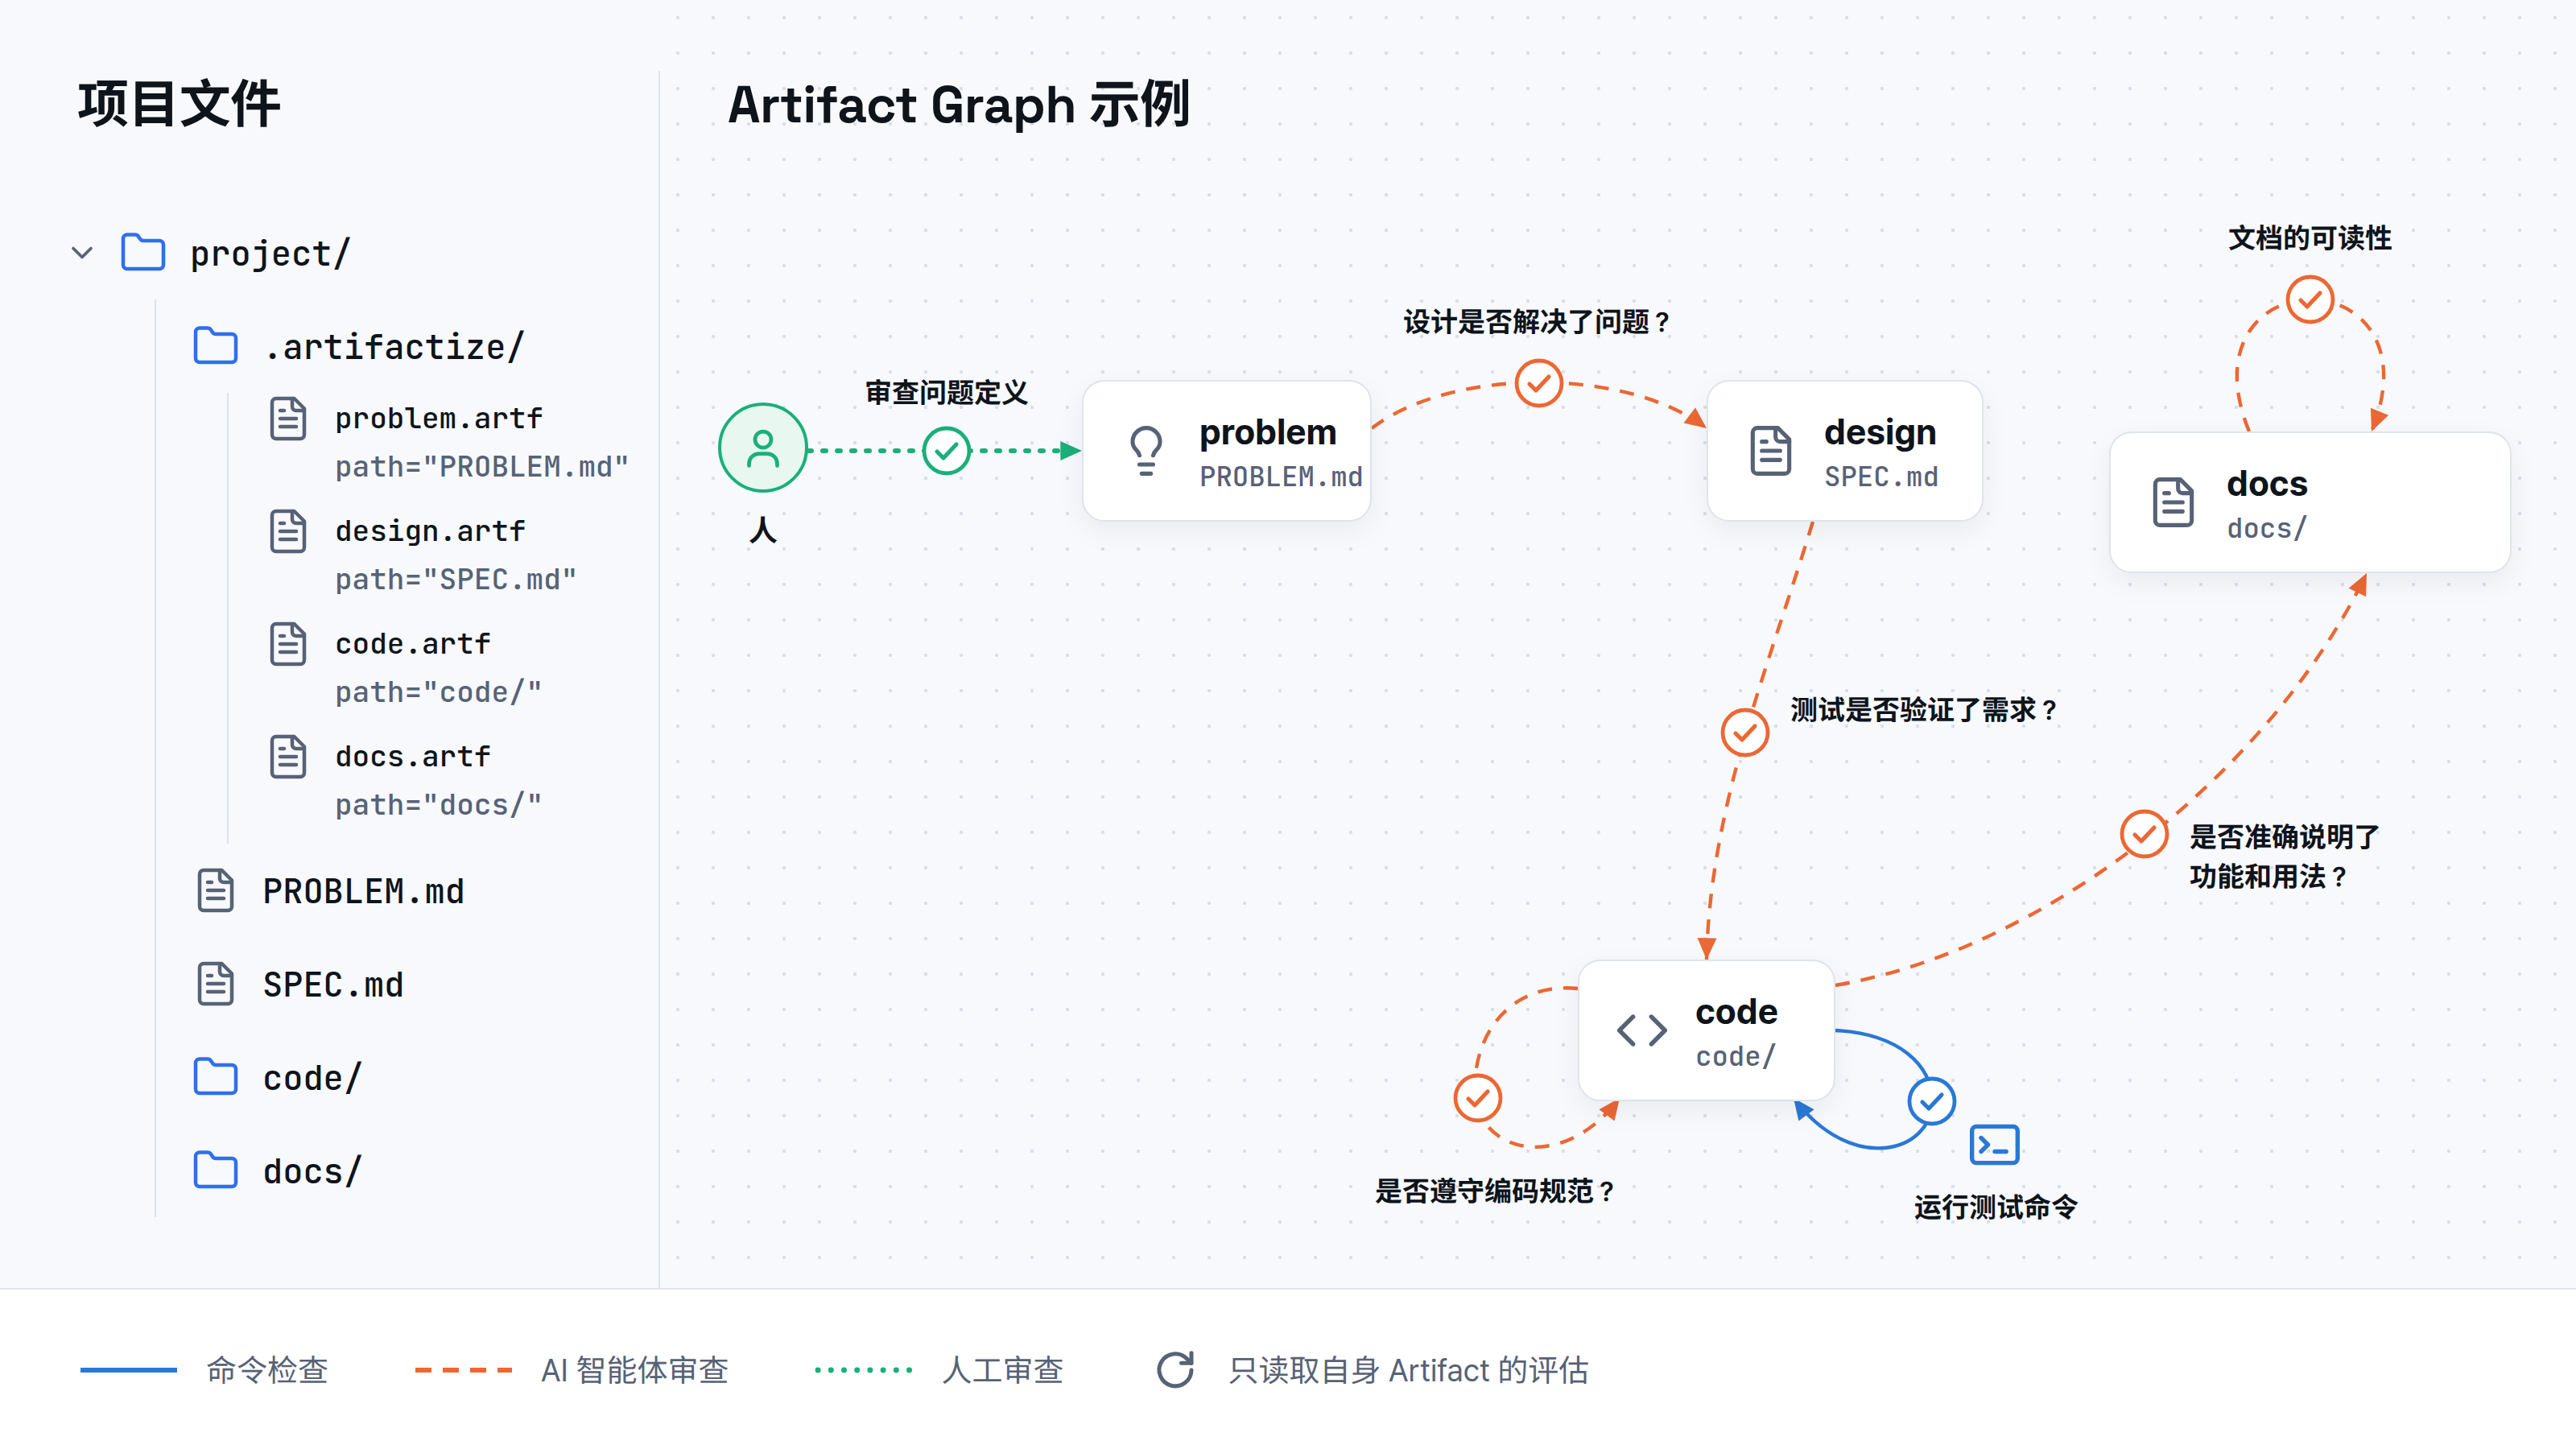 项目文件
project/
.artifactize/
problem.artf
path="PROBLEM.md"
design.artf
path="SPEC.md"
code.artf
path="code/"
docs.artf
path="docs/"
PROBLEM.md
SPEC.md
code/
docs/
Artifact Graph 示例
人
审查问题定义
problem
PROBLEM.md
设计是否解决了问题？
design
SPEC.md
文档的可读性
docs
docs/
测试是否验证了需求？
是否准确说明了
功能和用法？
code
code/
是否遵守编码规范？
运行测试命令
命令检查
AI 智能体审查
人工审查
只读取自身 Artifact 的评估